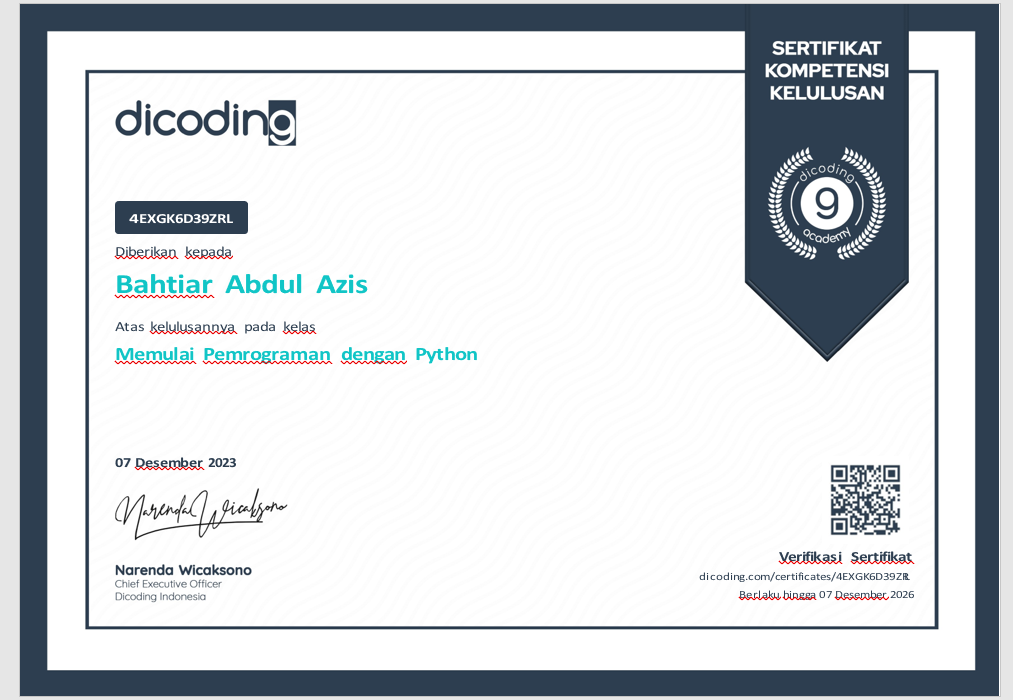 SERTIFIKAT
KOMPETENSI
KELULUSAN
dicoding
dicoding
9
academy
4EXGK6D39ZRL
Diberikan kepada
Bahtiar Abdul Azis
Atas kelulusannya pada kelas
Memulai Pemrograman dengan Python
07 Desember 2023
Narenda Wicaksono
Narenda Wicaksono
Chief Executive Officer
Dicoding Indonesia
Verifikasi Sertifikat
dicoding.com/certificates/4EXGK6D39ZRL
Berlaku hingga 07 Desember 2026